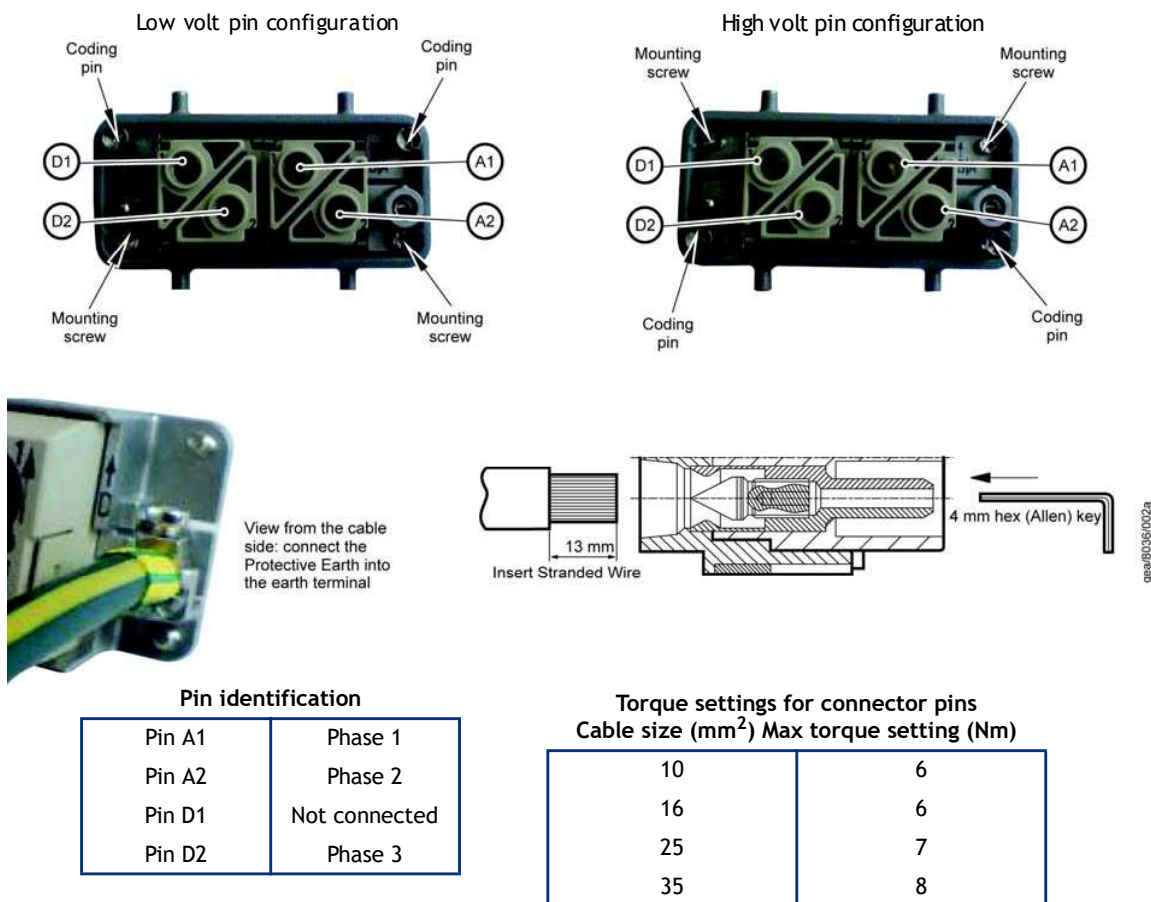 Low volt pin configuration
High volt pin configuration
Coding
pin
Coding
pin
D1
A1
D2
A2
Mounting
screw
Mounting
screw
Mounting
screw
Mounting
screw
D1
A1
D2
A2
Coding
pin
Coding
pin
View from the cable
side: connect the
Protective Earth into
the earth terminal
13 mm
Insert Stranded Wire
4 mm hex (Allen) key
gea/8036/002a
Pin identification
Pin A1 Phase 1
Pin A2 Phase 2
Pin D1 Not connected
Pin D2 Phase 3
Torque settings for connector pins
Cable size (mm2) Max torque setting (Nm)
10 6
16 6
25 7
35 8